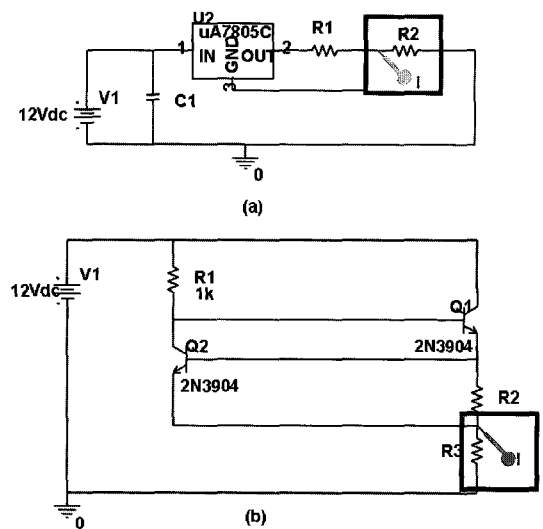 U2
uA7805C
1 IN OUT 2
GND
3
R1
R2
I
V1
12Vdc
C1
0
(a)
V1
12Vdc
R1
1k
Q1
2N3904
Q2
2N3904
R2
R3
I
0
(b)